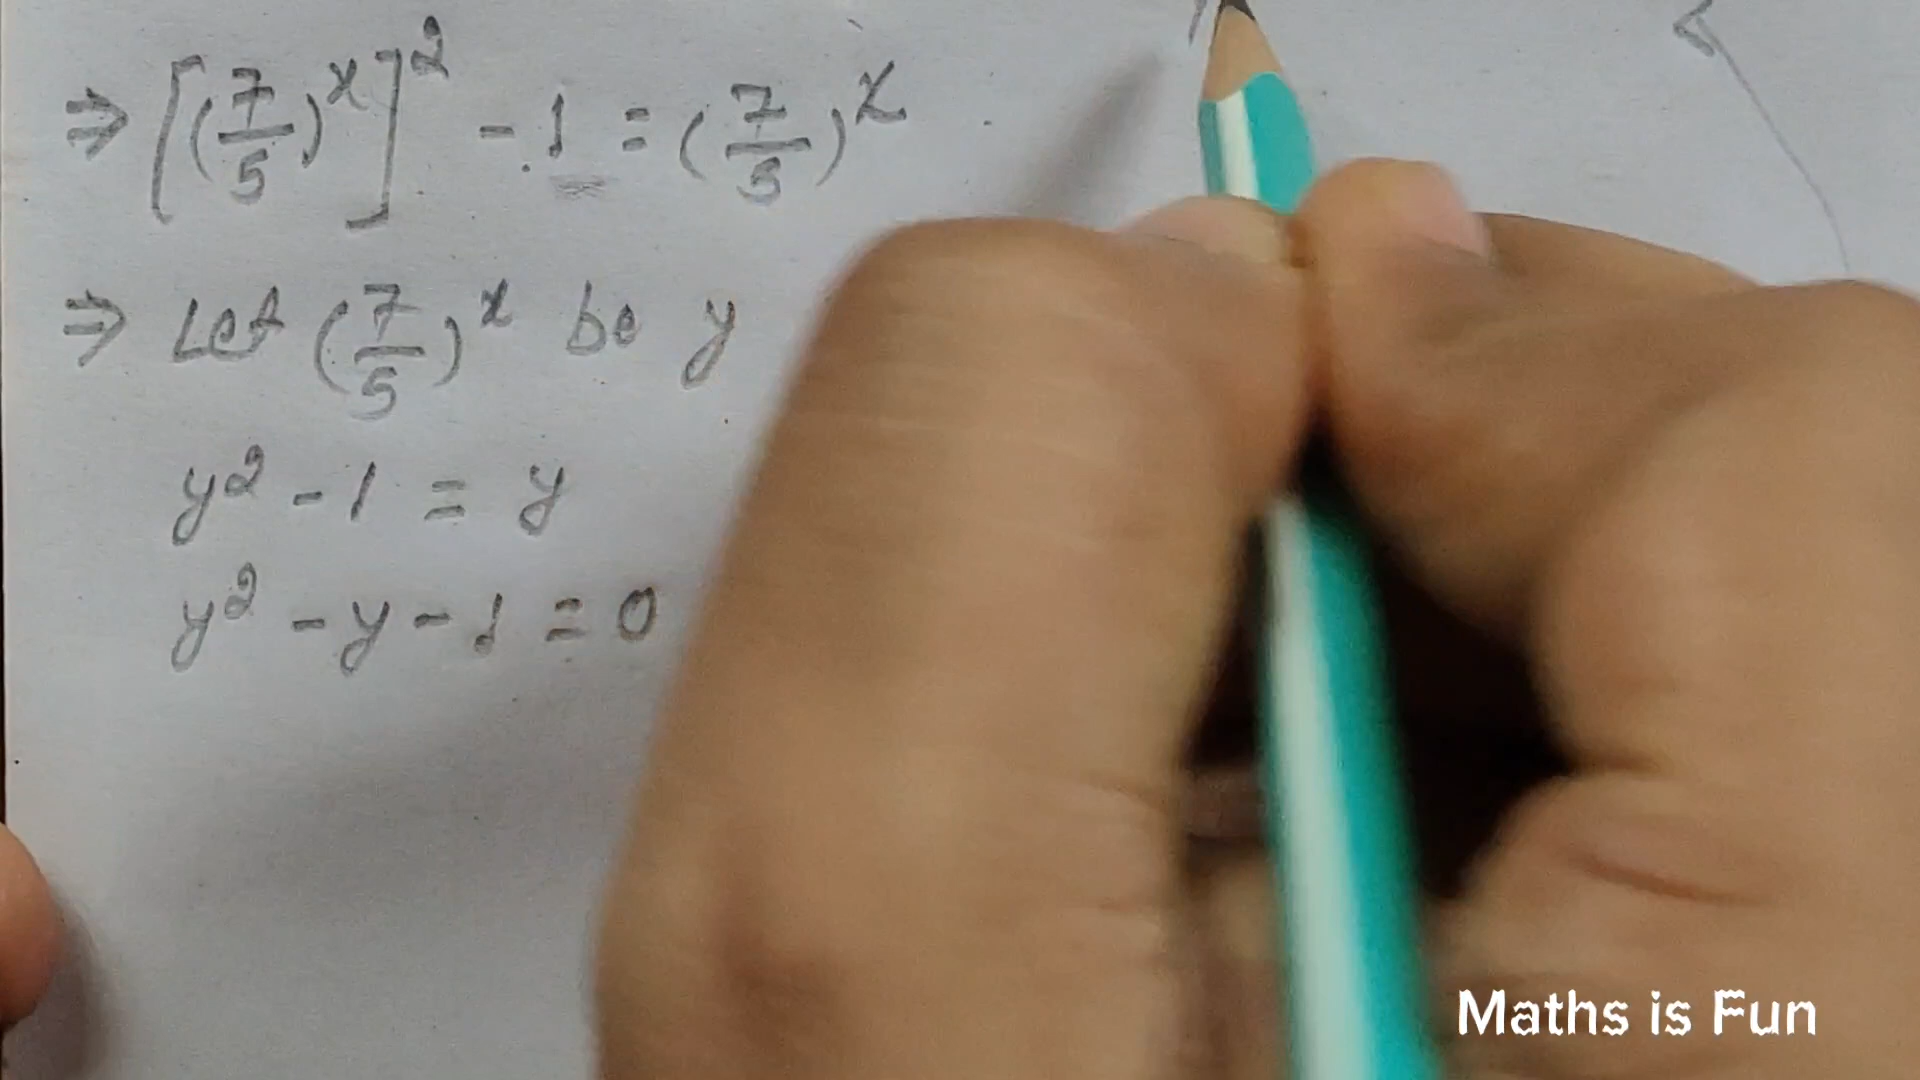 ⇒ [(7/5)^x]^2 - 1 = (7/5)^x
⇒ Let (7/5)^x be y
y^2 - 1 = y
y^2 - y - 1 = 0
Maths is Fun